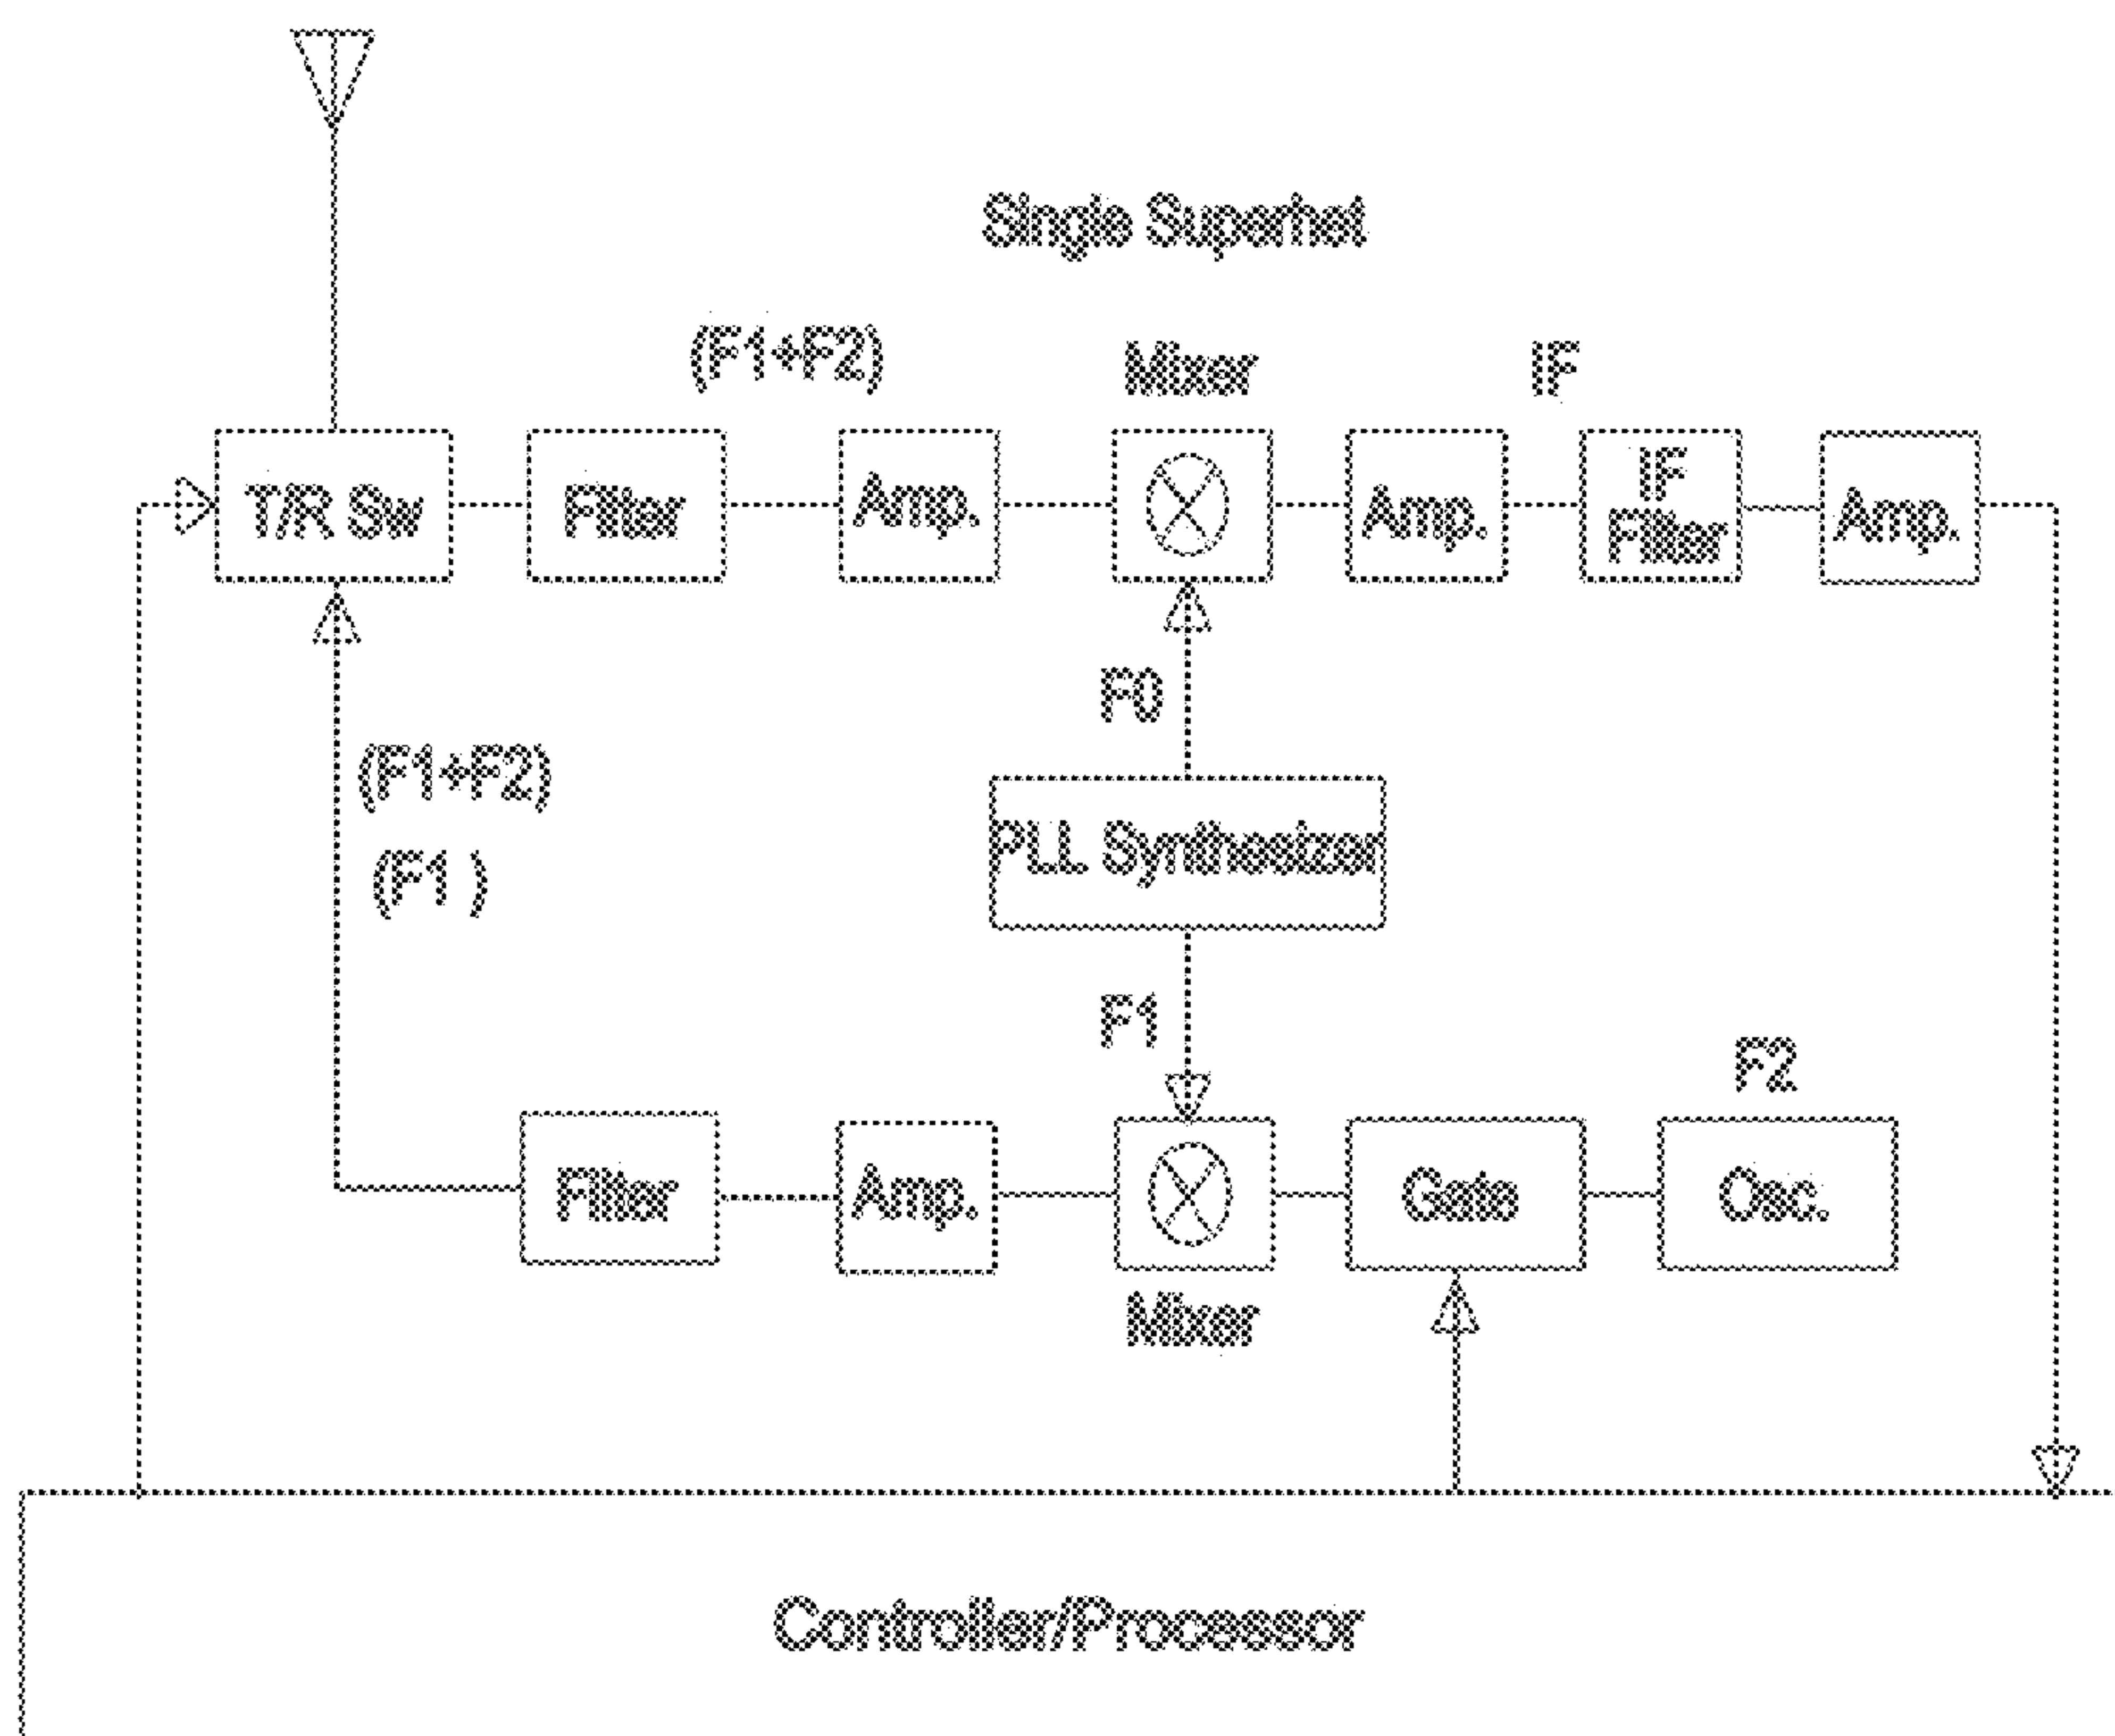 Single Superhet
(F1+F2)
Mixer
IF
T/R Sw
Filter
Amp.
Amp.
IF
Filter
Amp.
F0
(F1+F2)
(F1 )
PLL Synthesizer
F1
F2
Filter
Amp.
Gate
Osc.
Mixer
Controller/Processor